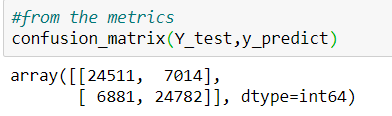 #from the metrics
confusion_matrix(Y_test,y_predict)
array([[24511,  7014],
       [ 6881, 24782]], dtype=int64)